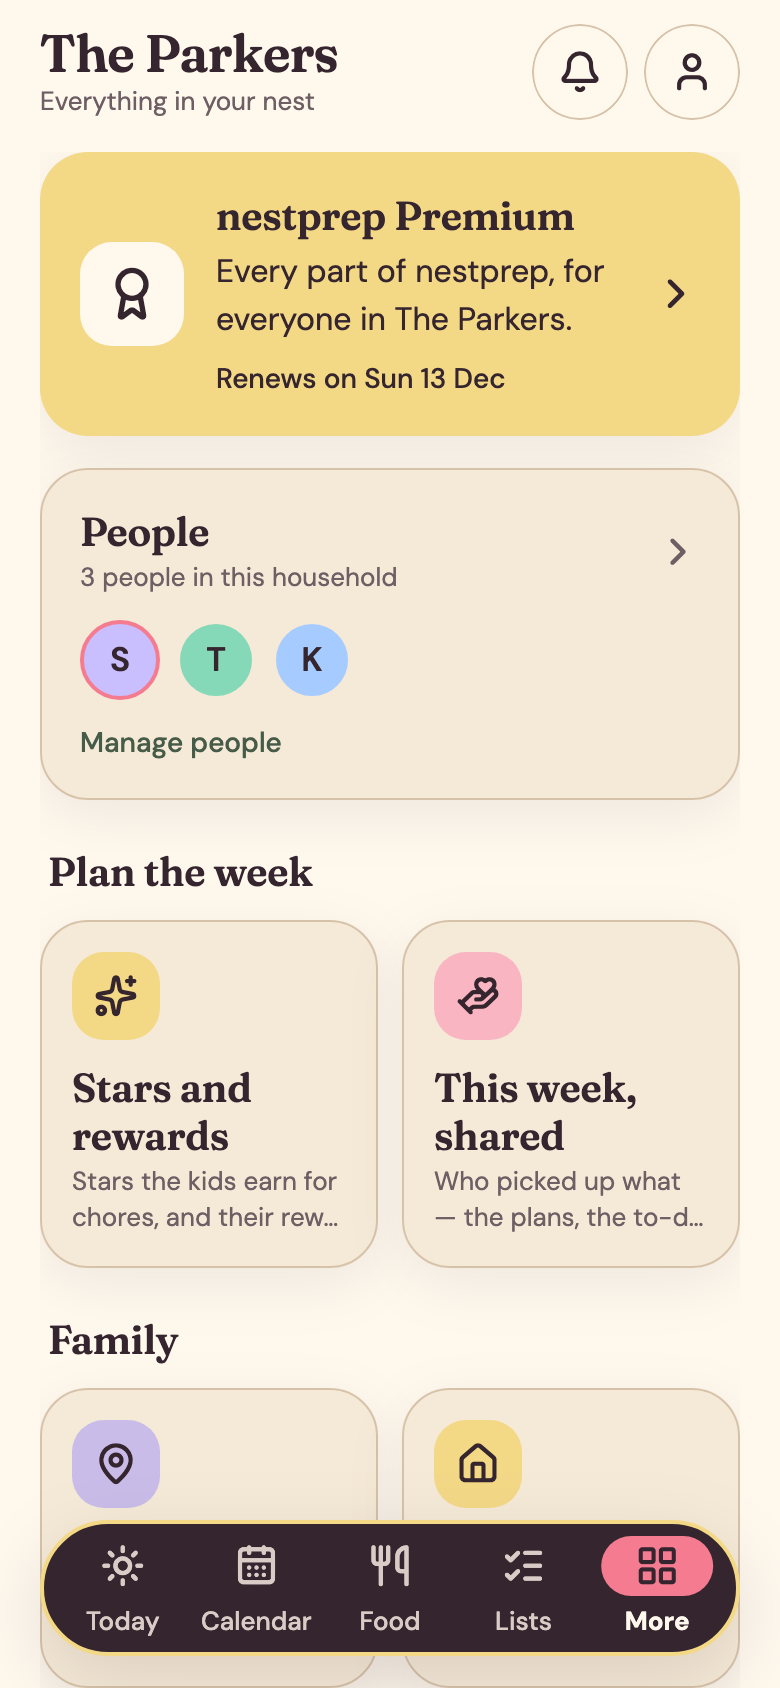 The Parkers
Everything in your nest
nestprep Premium
Every part of nestprep, for
everyone in The Parkers.
Renews on Sun 13 Dec
People
3 people in this household
S T K
Manage people
Plan the week
Stars and
rewards
Stars the kids earn for
chores, and their rew...
This week,
shared
Who picked up what
— the plans, the to-d...
Family
Today Calendar Food Lists More